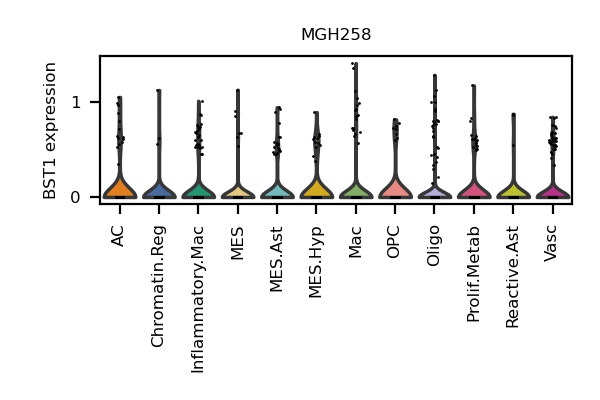 MGH258
BST1 expression
1
0
AC
Chromatin.Reg
Inflammatory.Mac
MES
MES.Ast
MES.Hyp
Mac
OPC
Oligo
Prolif.Metab
Reactive.Ast
Vasc